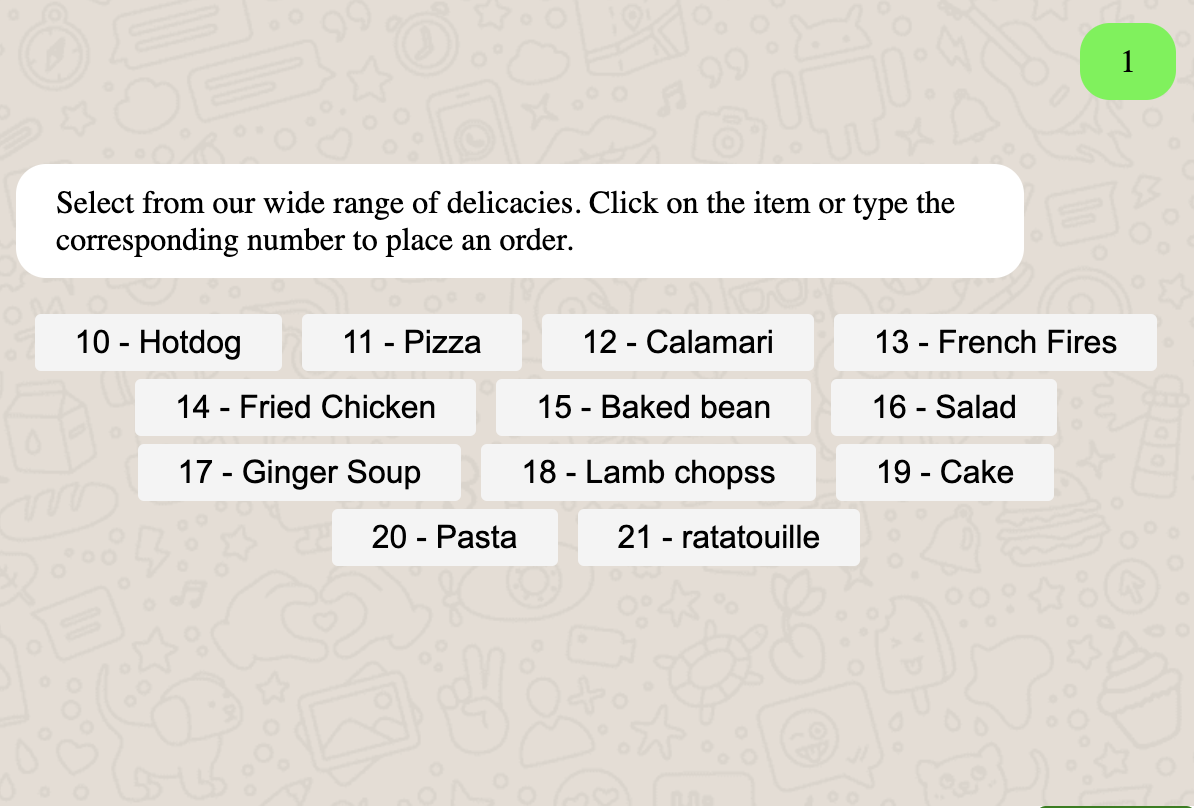 1
Select from our wide range of delicacies. Click on the item or type the
corresponding number to place an order.
10 - Hotdog 11 - Pizza 12 - Calamari 13 - French Fires
14 - Fried Chicken 15 - Baked bean 16 - Salad
17 - Ginger Soup 18 - Lamb chopss 19 - Cake
20 - Pasta 21 - ratatouille